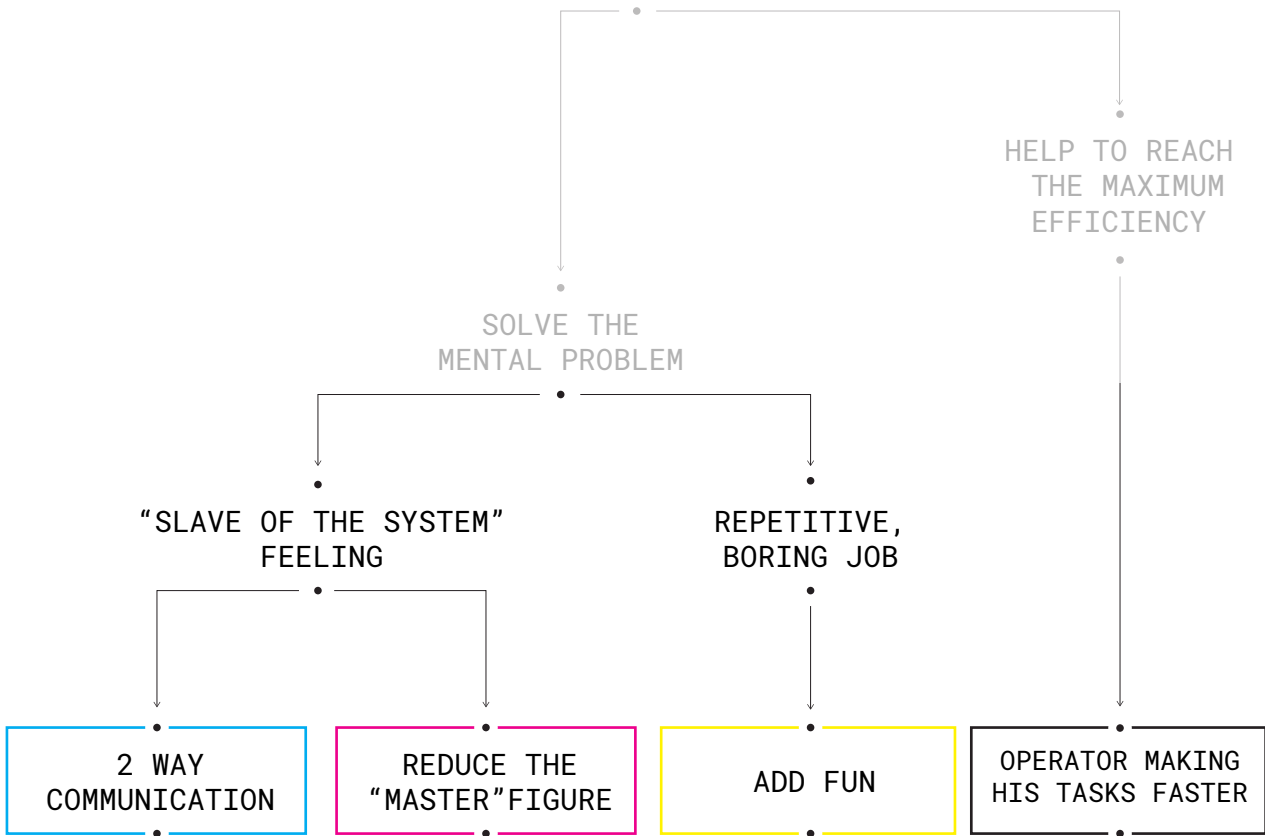 HELP TO REACH
THE MAXIMUM
EFFICIENCY
SOLVE THE
MENTAL PROBLEM
“SLAVE OF THE SYSTEM”
FEELING
REPETITIVE,
BORING JOB
2 WAY
COMMUNICATION
REDUCE THE
“MASTER”FIGURE
ADD FUN
OPERATOR MAKING
HIS TASKS FASTER